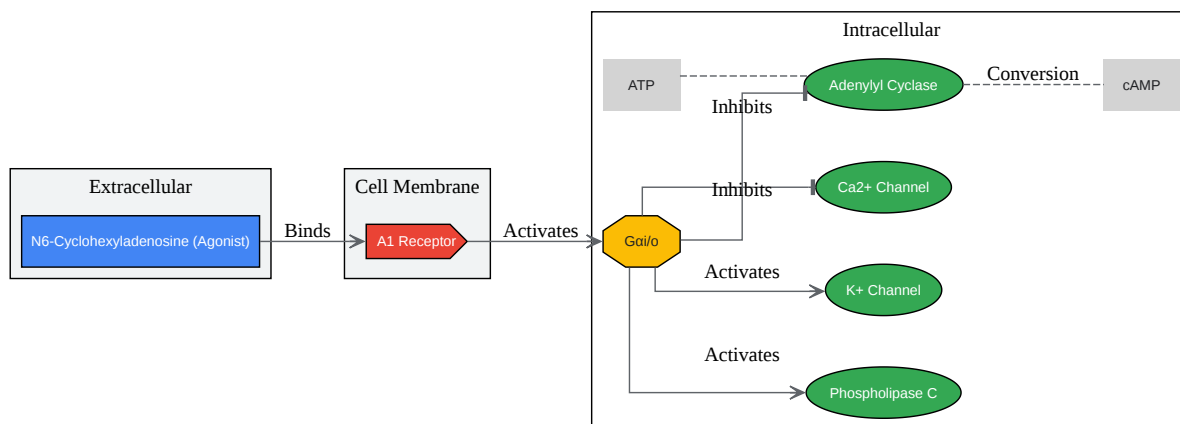 Intracellular
ATP
Adenylyl Cyclase
Conversion
cAMP
Inhibits
Extracellular
N6-Cyclohexyladenosine (Agonist)
Binds
Cell Membrane
A1 Receptor
Activates
Gαi/o
Inhibits
Ca2+ Channel
Activates
K+ Channel
Activates
Phospholipase C